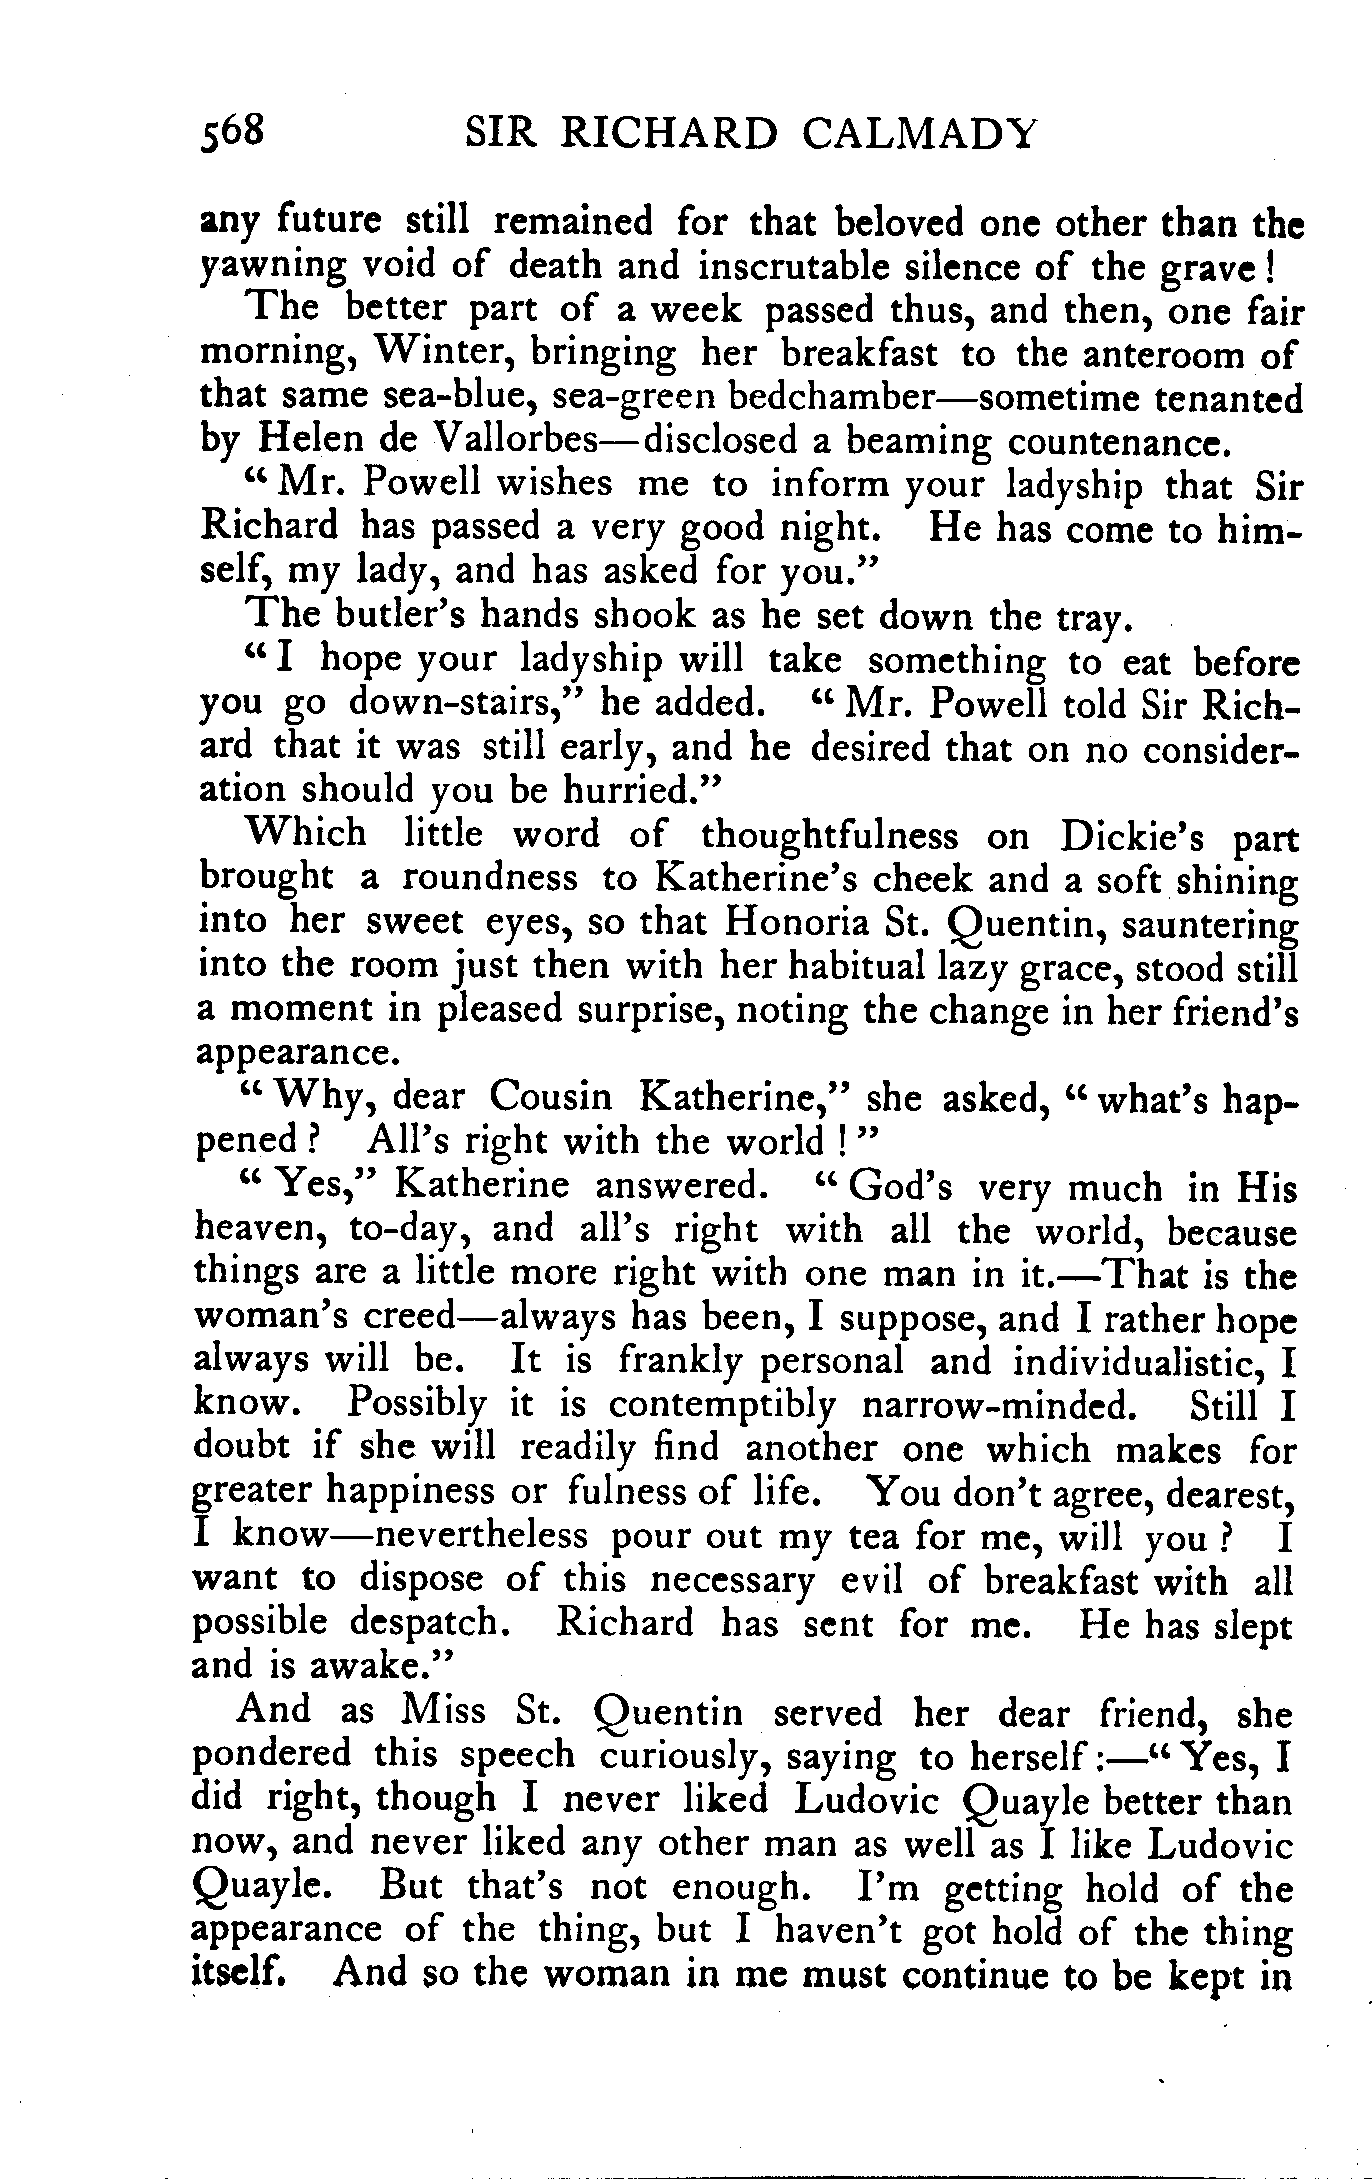 568 SIR RICHARD CALMADY
any future still remained for that beloved one other than the
yawning void of death and inscrutable silence of the grave!
The better part of a week passed thus, and then, one fair
morning, Winter, bringing her breakfast to the anteroom of
that same sea-blue, sea-green bedchamber—sometime tenanted
by Helen de Vallorbes—disclosed a beaming countenance.
“Mr. Powell wishes me to inform your ladyship that Sir
Richard has passed a very good night. He has come to him-
self, my lady, and has asked for you.”
The butler’s hands shook as he set down the tray.
“I hope your ladyship will take something to eat before
you go down-stairs,” he added. “Mr. Powell told Sir Rich-
ard that it was still early, and he desired that on no consider-
ation should you be hurried.”
Which little word of thoughtfulness on Dickie’s part
brought a roundness to Katherine’s cheek and a soft shining
into her sweet eyes, so that Honoria St. Quentin, sauntering
into the room just then with her habitual lazy grace, stood still
a moment in pleased surprise, noting the change in her friend’s
appearance.
“Why, dear Cousin Katherine,” she asked, “what’s hap-
pened? All’s right with the world!”
“Yes,” Katherine answered. “God’s very much in His
heaven, to-day, and all’s right with all the world, because
things are a little more right with one man in it.—That is the
woman’s creed—always has been, I suppose, and I rather hope
always will be. It is frankly personal and individualistic, I
know. Possibly it is contemptibly narrow-minded. Still I
doubt if she will readily find another one which makes for
greater happiness or fulness of life. You don’t agree, dearest,
I know—nevertheless pour out my tea for me, will you? I
want to dispose of this necessary evil of breakfast with all
possible despatch. Richard has sent for me. He has slept
and is awake.”
And as Miss St. Quentin served her dear friend, she
pondered this speech curiously, saying to herself:—“Yes, I
did right, though I never liked Ludovic Quayle better than
now, and never liked any other man as well as I like Ludovic
Quayle. But that’s not enough. I’m getting hold of the
appearance of the thing, but I haven’t got hold of the thing
itself. And so the woman in me must continue to be kept in